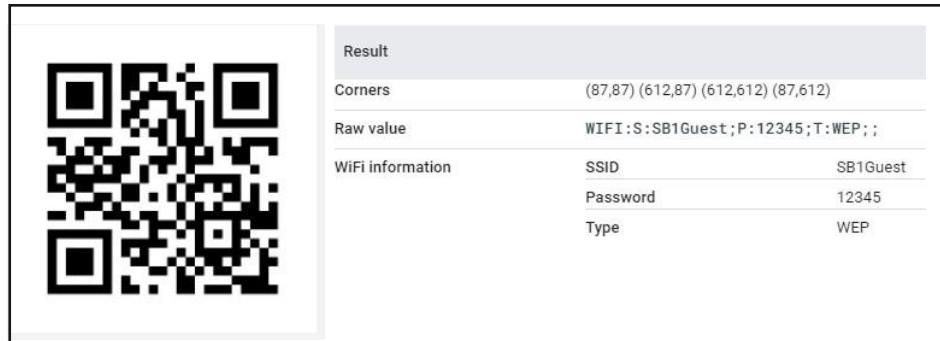 Result
Corners (87,87) (612,87) (612,612) (87,612)
Raw value WIFI:S:SB1Guest;P:12345;T:WEP;;
WiFi information SSID SB1Guest
Password 12345
Type WEP